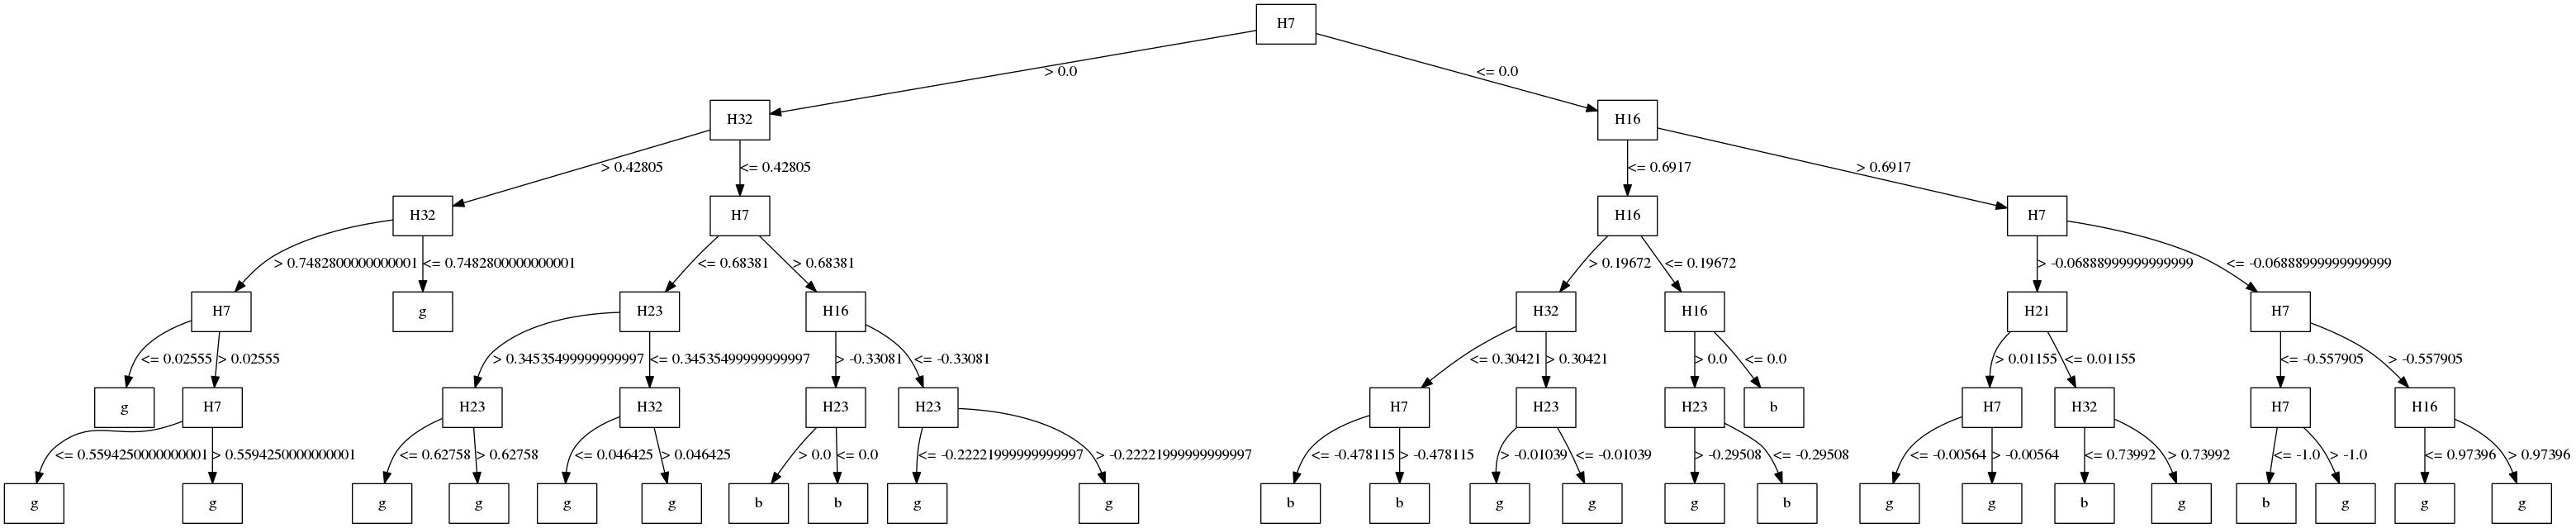 H7
> 0.0
<= 0.0
H32
H16
> 0.42805
<= 0.42805
<= 0.6917
> 0.6917
H32
H7
H16
H7
> 0.7482800000000001
<= 0.7482800000000001
<= 0.68381
> 0.68381
> 0.19672
<= 0.19672
> -0.06888999999999999
<= -0.06888999999999999
H7
g
H23
H16
H32
H16
H21
H7
<= 0.02555
> 0.02555
> 0.34535499999999997
<= 0.34535499999999997
> -0.33081
<= -0.33081
<= 0.30421
> 0.30421
> 0.0
<= 0.0
> 0.01155
<= 0.01155
<= -0.557905
> -0.557905
g
H7
H23
H32
H23
H23
H7
H23
H23
b
H7
H32
H7
H16
<= 0.5594250000000001
> 0.5594250000000001
<= 0.62758
> 0.62758
<= 0.046425
> 0.046425
> 0.0
<= 0.0
<= -0.22221999999999997
> -0.22221999999999997
<= -0.478115
> -0.478115
> -0.01039
<= -0.01039
> -0.29508
<= -0.29508
<= -0.00564
> -0.00564
<= 0.73992
> 0.73992
<= -1.0
> -1.0
<= 0.97396
> 0.97396
g
g
g
g
g
g
b
b
g
g
b
b
g
g
g
b
g
g
b
g
b
g
g
g